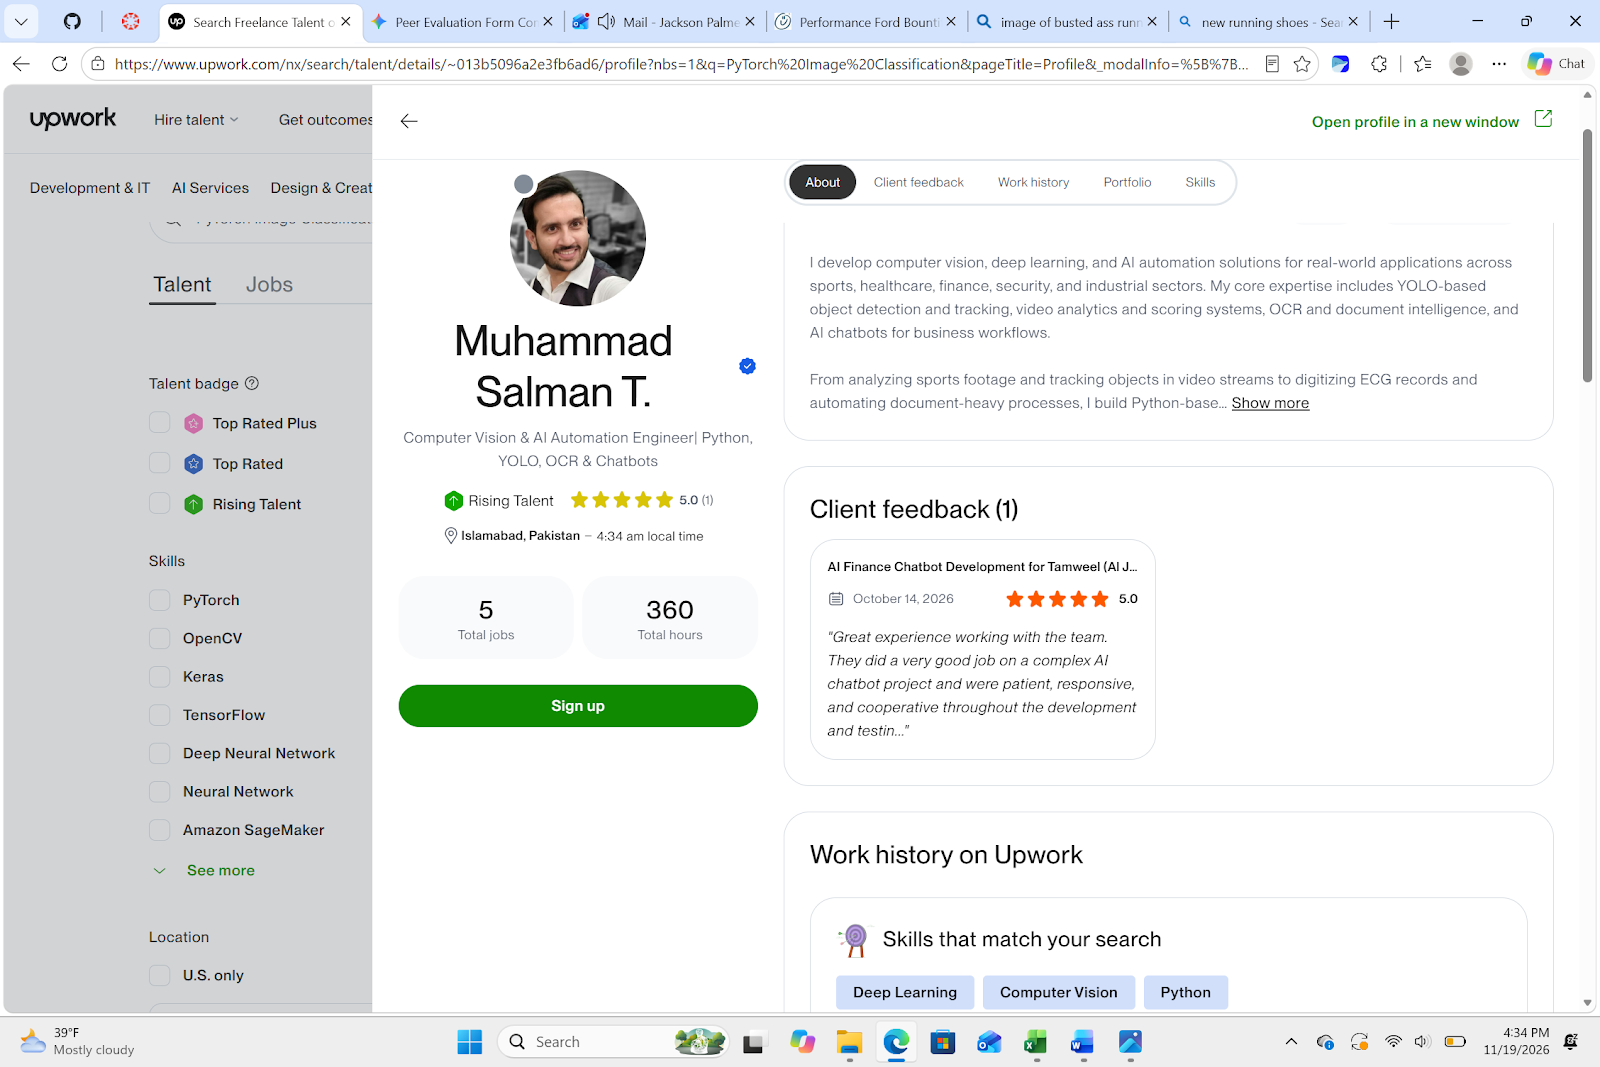 Search Freelance Talent o
Peer Evaluation Form Cor
Mail - Jackson Palme
Performance Ford Bounti
image of busted ass runn
new running shoes - Sea
https://www.upwork.com/nx/search/talent/details/~013b5096a2e3fb6ad6/profile?nbs=1&q=PyTorch%20Image%20Classification&pageTitle=Profile&_modalInfo=%5B%7B...
Chat
upwork
Hire talent
Get outcomes
Development & IT
AI Services
Design & Creat
Talent
Jobs
Talent badge
Top Rated Plus
Top Rated
Rising Talent
Skills
PyTorch
OpenCV
Keras
TensorFlow
Deep Neural Network
Neural Network
Amazon SageMaker
See more
Location
U.S. only
Open profile in a new window
Muhammad
Salman T.
Computer Vision & AI Automation Engineer| Python,
YOLO, OCR & Chatbots
Rising Talent 5.0 (1)
Islamabad, Pakistan – 4:34 am local time
5
Total jobs
360
Total hours
Sign up
About
Client feedback
Work history
Portfolio
Skills
I develop computer vision, deep learning, and AI automation solutions for real-world applications across
sports, healthcare, finance, security, and industrial sectors. My core expertise includes YOLO-based
object detection and tracking, video analytics and scoring systems, OCR and document intelligence, and
AI chatbots for business workflows.
From analyzing sports footage and tracking objects in video streams to digitizing ECG records and
automating document-heavy processes, I build Python-base... Show more
Client feedback (1)
AI Finance Chatbot Development for Tamweel (AI J...
October 14, 2026 5.0
"Great experience working with the team.
They did a very good job on a complex AI
chatbot project and were patient, responsive,
and cooperative throughout the development
and testin..."
Work history on Upwork
Skills that match your search
Deep Learning
Computer Vision
Python
39°F
Mostly cloudy
Search
4:34 PM
11/19/2026